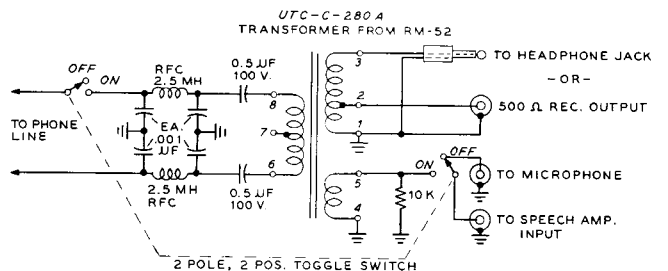 UTC-C-280A
TRANSFORMER FROM RM-52
OFF
ON
RFC
2.5 MH
0.5 µF
100 V.
8
7
6
3
2
1
5
4
TO HEADPHONE JACK
-OR-
500 Ω REC. OUTPUT
TO PHONE
LINE
EA.
.001
µF
2.5 MH
RFC
0.5 µF
100 V.
ON
OFF
10 K
TO MICROPHONE
TO SPEECH AMP.
INPUT
2 POLE, 2 POS. TOGGLE SWITCH